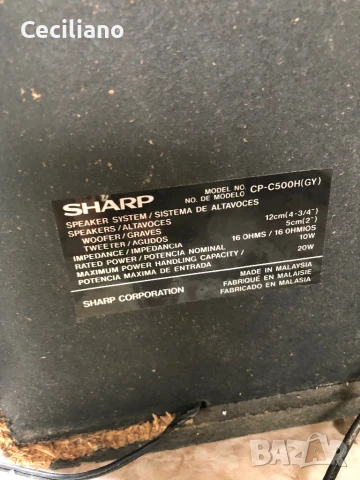 Ceciliano
SHARP
MODEL NO. CP-C500H(GY)
NO. DE MODELO
SPEAKER SYSTEM / SISTEMA DE ALTAVOCES
SPEAKERS / ALTAVOCES
WOOFER / GRAVES 12cm(4-3/4")
TWEETER / AGUDOS 5cm(2")
IMPEDANCE / IMPEDANCIA 16 OHMS / 16 OHMIOS
RATED POWER / POTENCIA NOMINAL 10W
MAXIMUM POWER HANDLING CAPACITY / 20W
POTENCIA MAXIMA DE ENTRADA
SHARP CORPORATION
MADE IN MALAYSIA
FABRIQUÉ EN MALAISIE
FABRICADO EN MALASIA
BAZAR